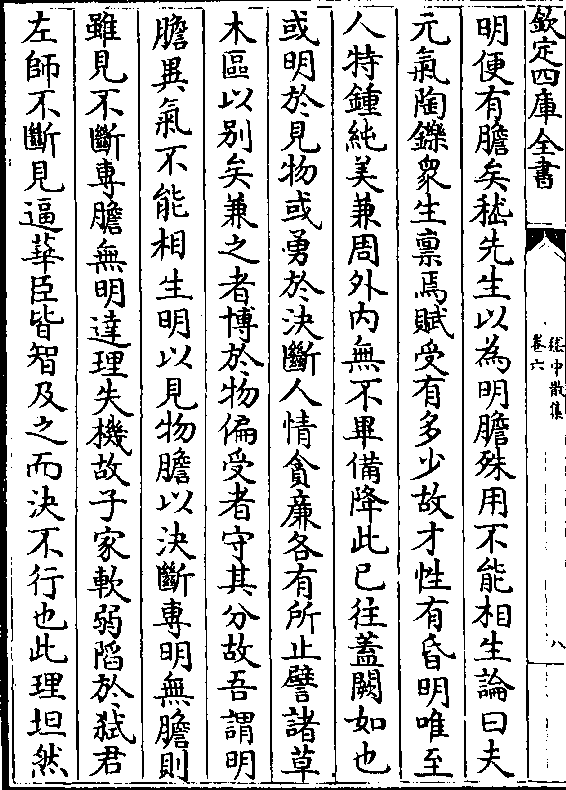 欽定四庫全書
嵇中散集
卷六
八
明便有膽矣嵇先生以為明膽殊用不能相生論曰夫
元氣陶鑠衆生禀焉賦受有多少故才性有昏明唯至
人特鍾純美兼周外内無不畢備降此已往蓋闕如也
或明於見物或勇於決斷人情貪廉各有所止譬諸草
木區以别矣兼之者博於物偏受者守其分故吾謂明
膽異氣不能相生明以見物膽以決斷専明無膽則
雖見不斷専膽無明達理失機故子家軟弱陷於弑君
左師不斷見逼華臣皆智及之而決不行也此理坦然